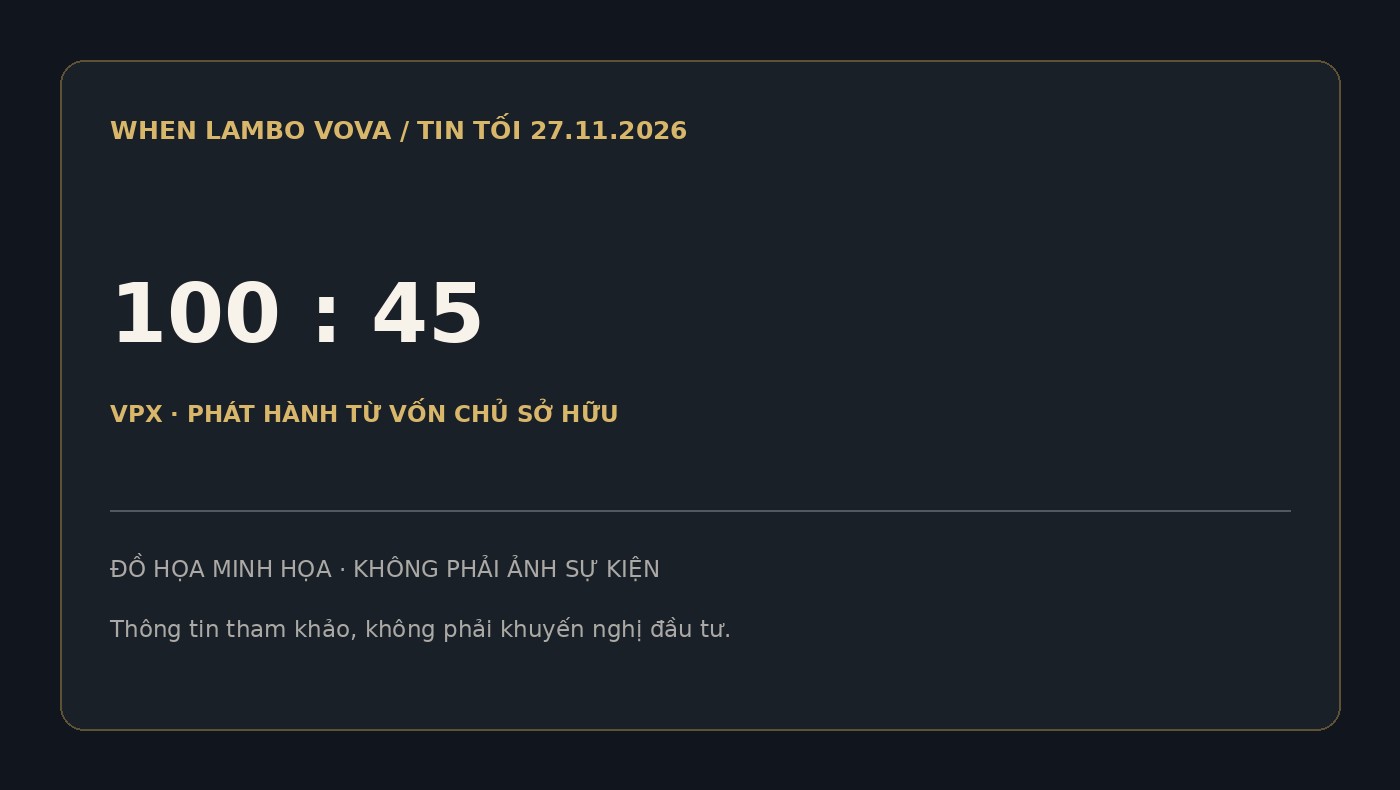 WHEN LAMBO VOVA / TIN TỐI 27.11.2026
100 : 45
VPX · PHÁT HÀNH TỪ VỐN CHỦ SỞ HỮU
ĐỒ HỌA MINH HỌA · KHÔNG PHẢI ẢNH SỰ KIỆN
Thông tin tham khảo, không phải khuyến nghị đầu tư.